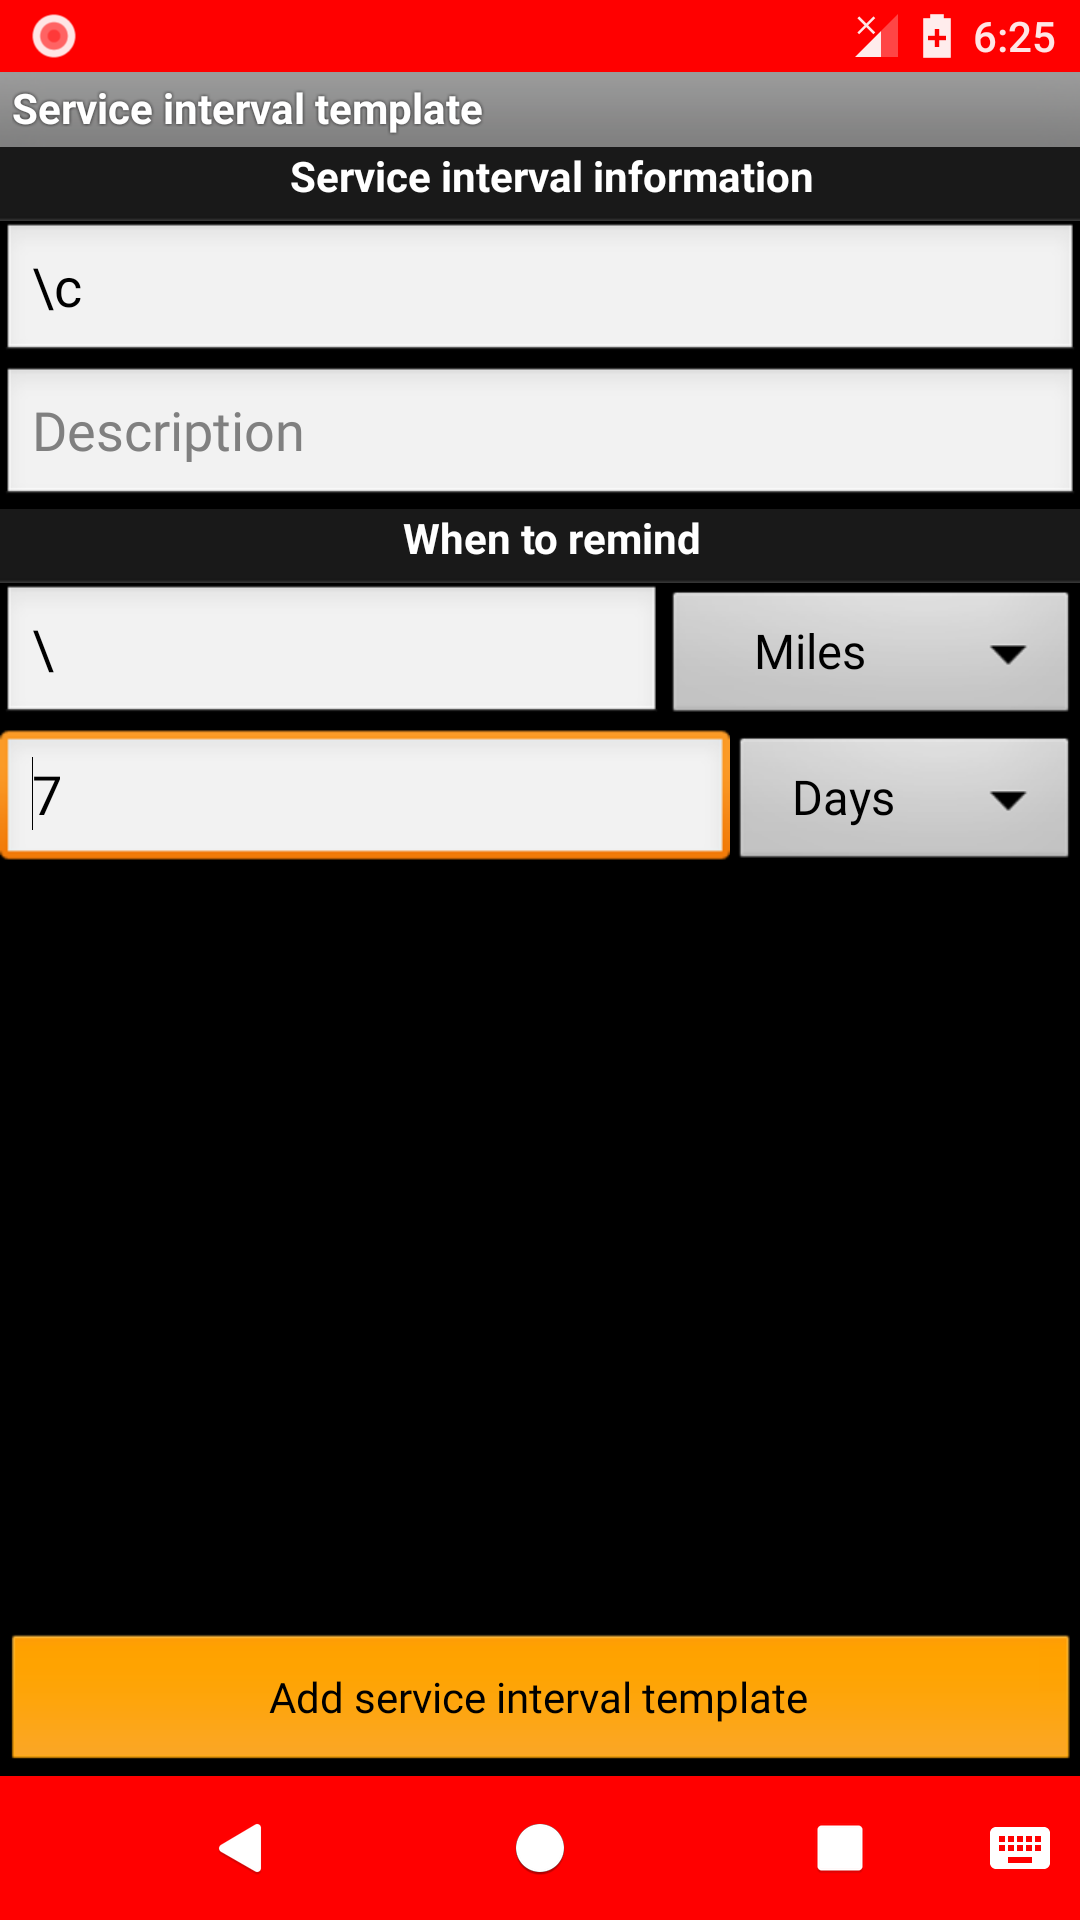 6:25
Service interval template
Service interval information
\c
Description
When to remind
\
Miles
7
Days
Add service interval template